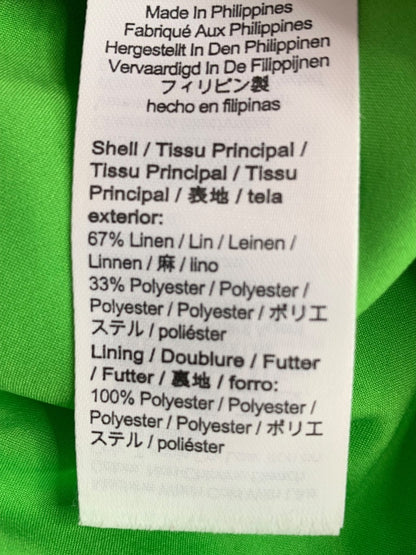 Made In Philippines
Fabriqué Aux Philippines
Hergestellt In Den Philippinen
Vervaardigd In De Filippijnen
フィリピン製
hecho en filipinas
Shell / Tissu Principal /
Tissu Principal / Tissu
Principal / 表地 / tela
exterior:
67% Linen / Lin / Leinen /
Linnen / 麻 / lino
33% Polyester / Polyester /
Polyester / Polyester / ポリエ
ステル / poliéster
Lining / Doublure / Futter
/ Futter / 裏地 / forro:
100% Polyester / Polyester /
Polyester / Polyester / ポリエ
ステル / poliéster